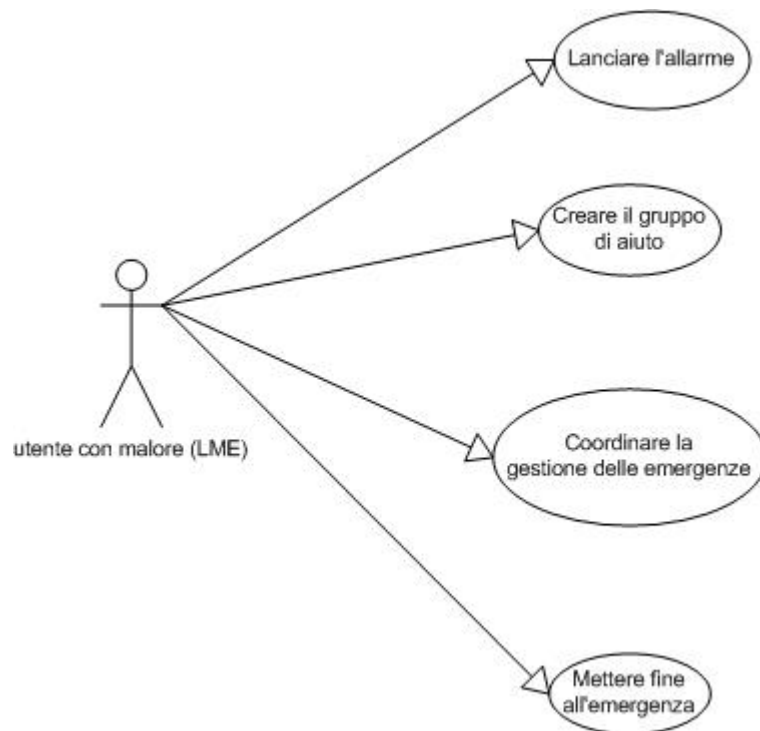 Lanciare l'allarme
Creare il gruppo
di aiuto
utente con malore (LME)
Coordinare la
gestione delle emergenze
Mettere fine
all'emergenza